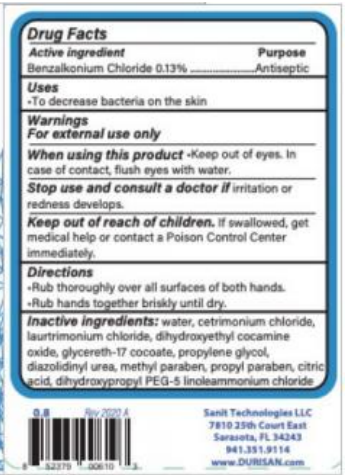 Drug Facts
Active ingredient Purpose
Benzalkonium Chloride 0.13% ......................Antiseptic
Uses
•To decrease bacteria on the skin
Warnings
For external use only
When using this product •Keep out of eyes. In
case of contact, flush eyes with water.
Stop use and consult a doctor if irritation or
redness develops.
Keep out of reach of children. If swallowed, get
medical help or contact a Poison Control Center
immediately.
Directions
•Rub thoroughly over all surfaces of both hands.
•Rub hands together briskly until dry.
Inactive ingredients: water, cetrimonium chloride,
laurtrimonium chloride, dihydroxyethyl cocamine
oxide, glycereth-17 cocoate, propylene glycol,
diazolidinyl urea, methyl paraben, propyl paraben, citric
acid, dihydroxypropyl PEG-5 linoleammonium chloride
0.8 Rev 2020 A
8 52379 00610 3
Sanit Technologies LLC
7810 25th Court East
Sarasota, FL 34243
941.351.9114
www.DURISAN.com